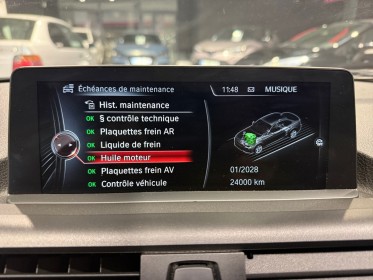 Échéances de maintenance
11:48 MUSIQUE
Hist. maintenance
OK § contrôle technique
OK Plaquettes frein AR
OK Liquide de frein
OK Huile moteur
OK Plaquettes frein AV
OK Contrôle véhicule
01/2028
24000 km